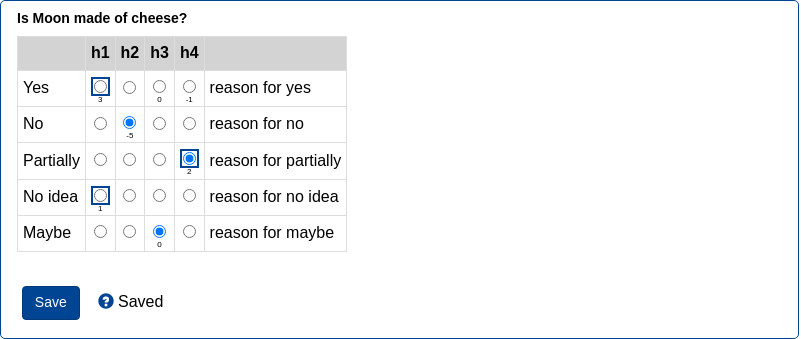 Is Moon made of cheese?
h1 h2 h3 h4
Yes reason for yes
3 0 -1
No reason for no
-5
Partially reason for partially
2
No idea reason for no idea
1
Maybe reason for maybe
0
Save ? Saved